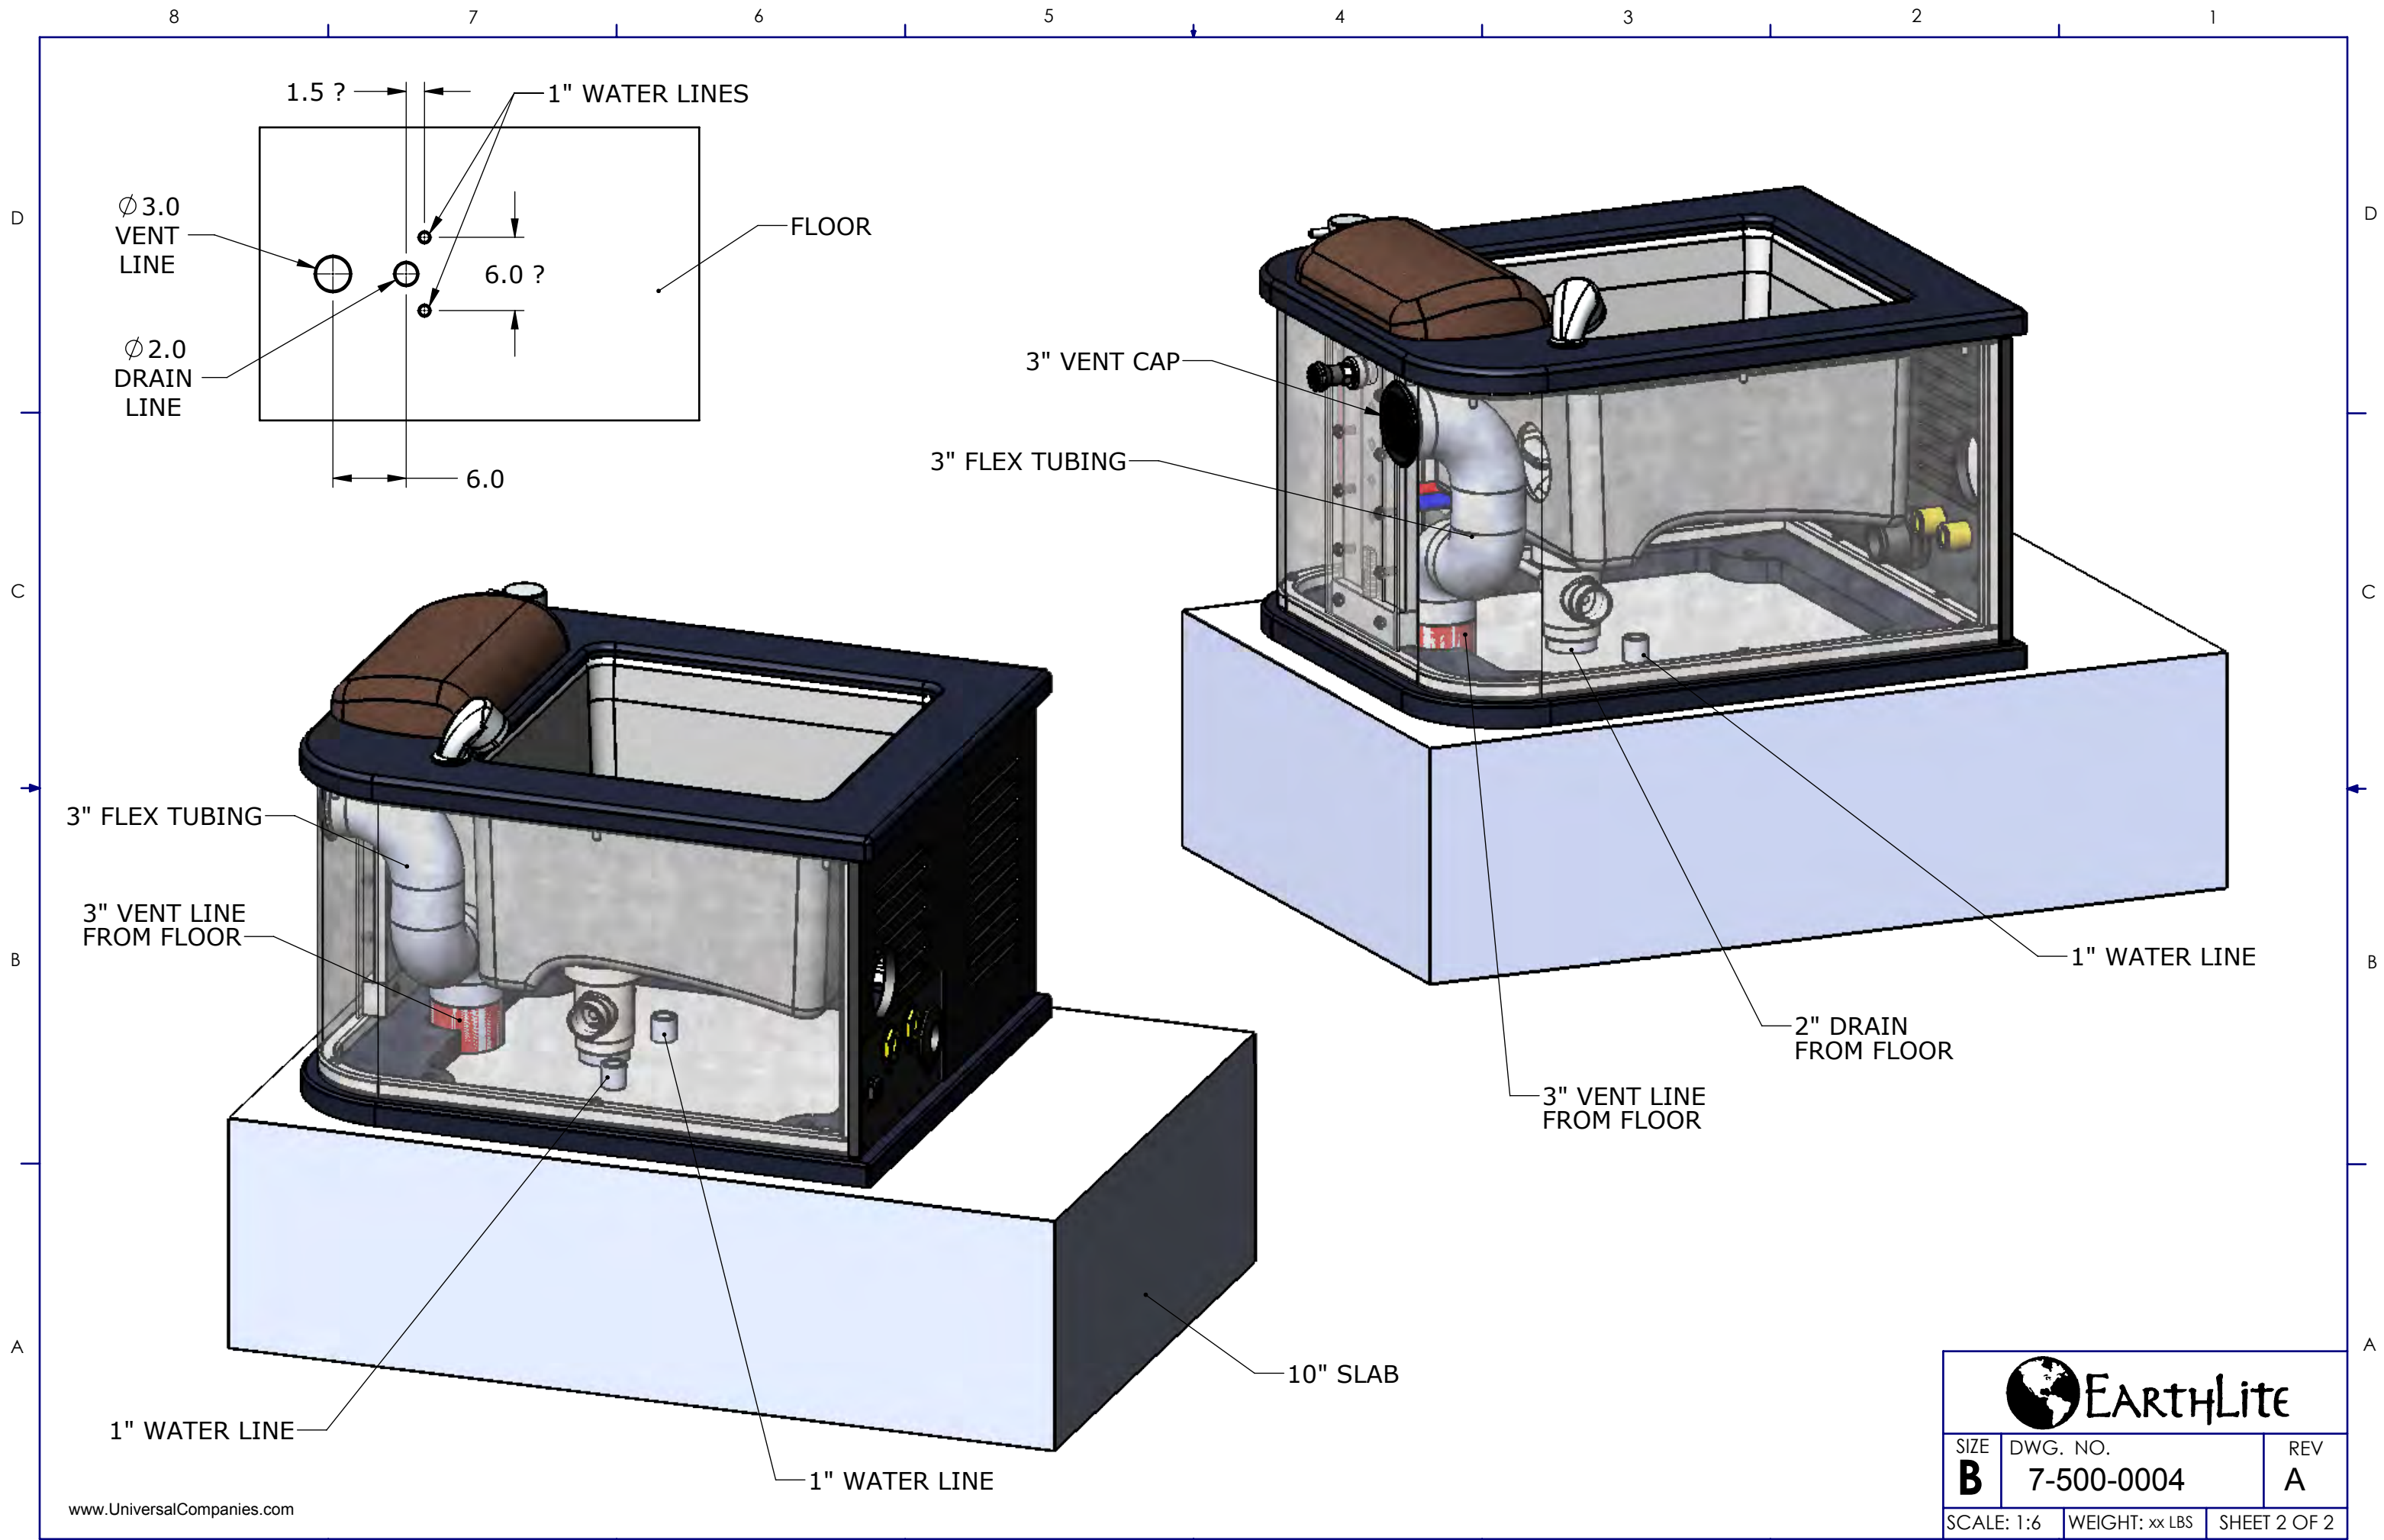 8 7 6 5 4 3 2 1
1.5 ?
1" WATER LINES
D
D
Ø3.0
VENT
LINE
FLOOR
6.0 ?
Ø2.0
DRAIN
LINE
6.0
3" VENT CAP
3" FLEX TUBING
C
C
3" FLEX TUBING
3" VENT LINE
FROM FLOOR
B
B
1" WATER LINE
2" DRAIN
FROM FLOOR
3" VENT LINE
FROM FLOOR
A
A
10" SLAB
1" WATER LINE
1" WATER LINE
www.UniversalCompanies.com
EARTHLITE
SIZE
B
DWG. NO.
7-500-0004
REV
A
SCALE: 1:6
WEIGHT: xx LBS
SHEET 2 OF 2